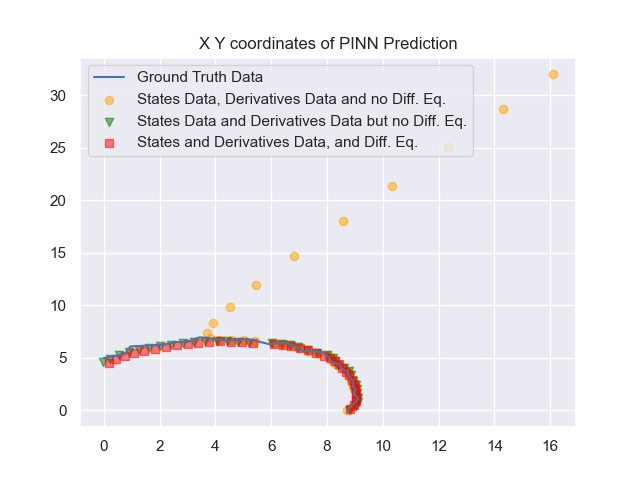 X Y coordinates of PINN Prediction
Ground Truth Data
States Data, Derivatives Data and no Diff. Eq.
States Data and Derivatives Data but no Diff. Eq.
States and Derivatives Data, and Diff. Eq.
30
25
20
15
10
5
0
0 2 4 6 8 10 12 14 16